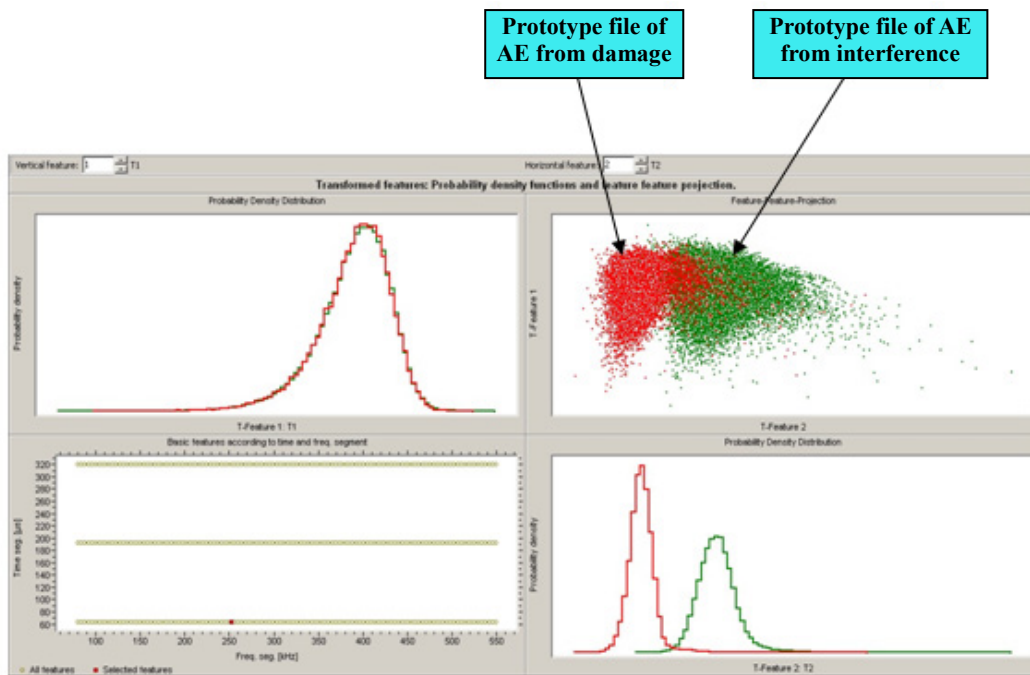 Prototype file of
AE from damage
Prototype file of AE
from interference
Vertical feature: 1 T1
Horizontal feature: 2 T2
Transformed features: Probability density functions and feature feature projection.
Probability Density Distribution
Probability density
T-Feature 1: T1
Feature-Feature-Projection
T-Feature 1
T-Feature 2
Basic features according to time and freq. segment
Time seg. [µs]
320
300
280
260
240
220
200
180
160
140
120
100
80
60
100 150 200 250 300 350 400 450 500 550
Freq. seg. [kHz]
All features Selected features
Probability Density Distribution
Probability density
T-Feature 2: T2